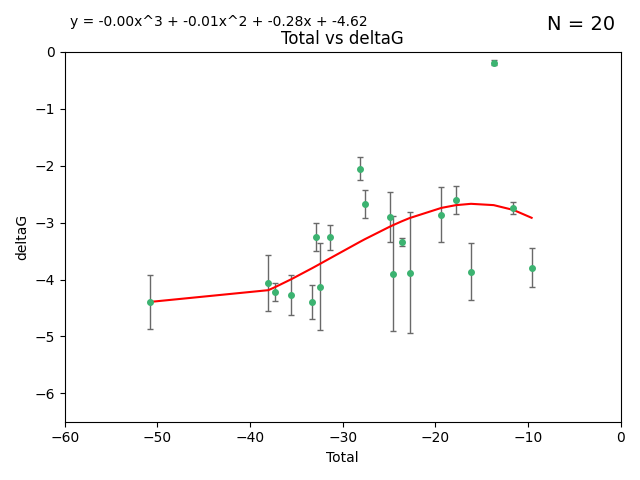 y = -0.00x^3 + -0.01x^2 + -0.28x + -4.62
N = 20
Total vs deltaG
0
−1
−2
−3
−4
−5
−6
deltaG
−60 −50 −40 −30 −20 −10 0
Total